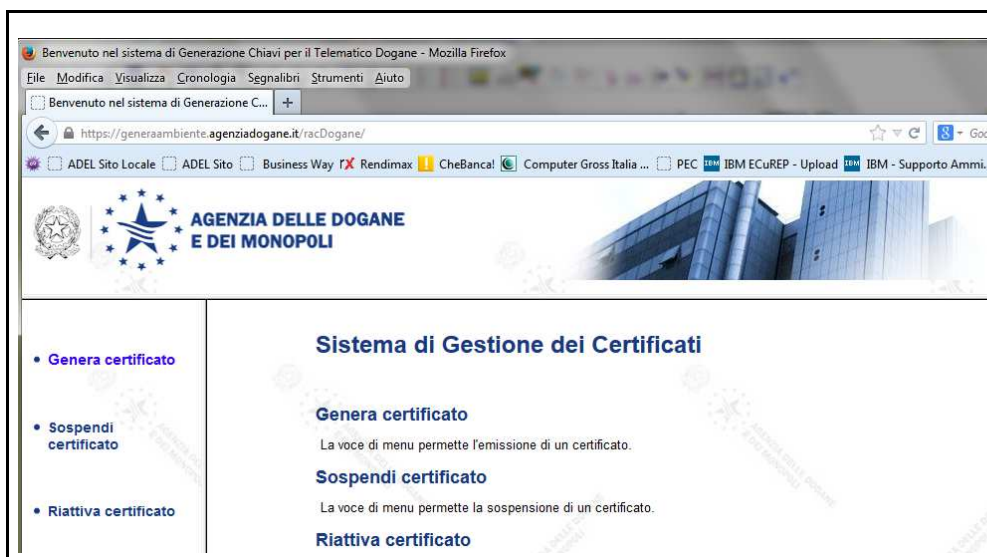 Benvenuto nel sistema di Generazione Chiavi per il Telematico Dogane - Mozilla Firefox
File Modifica Visualizza Cronologia Segnalibri Strumenti Aiuto
Benvenuto nel sistema di Generazione C... +
https://generaambiente.agenziadogane.it/racDogane/ 8 Goo
ADEL Sito Locale ADEL Sito Business Way Rendimax CheBanca! Computer Gross Italia ... PEC IBM IBM ECuREP - Upload IBM IBM - Supporto Ammi.
AGENZIA DELLE DOGANE
E DEI MONOPOLI
Sistema di Gestione dei Certificati
• Genera certificato
Genera certificato
La voce di menu permette l'emissione di un certificato.
• Sospendi
certificato
Sospendi certificato
La voce di menu permette la sospensione di un certificato.
• Riattiva certificato
Riattiva certificato